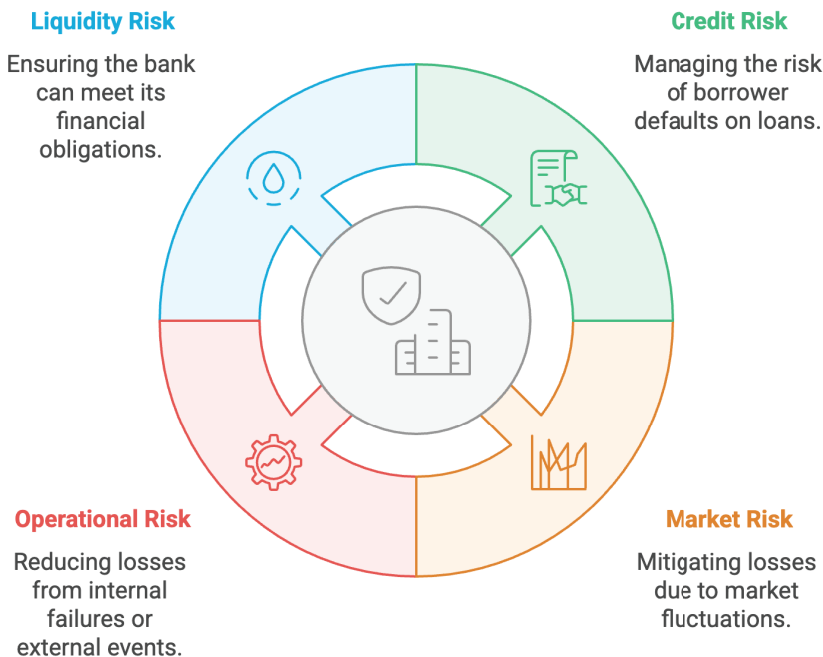 Liquidity Risk
Ensuring the bank
can meet its
financial
obligations.
Credit Risk
Managing the risk
of borrower
defaults on loans.
Operational Risk
Reducing losses
from internal
failures or
external events.
Market Risk
Mitigating losses
due to market
fluctuations.